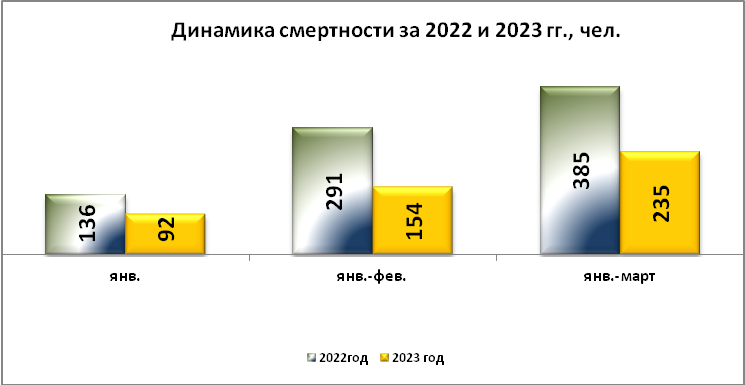 Динамика смертности за 2022 и 2023 гг., чел.
136 92 291 154 385 235
янв. янв.-фев. янв.-март
2022год 2023 год